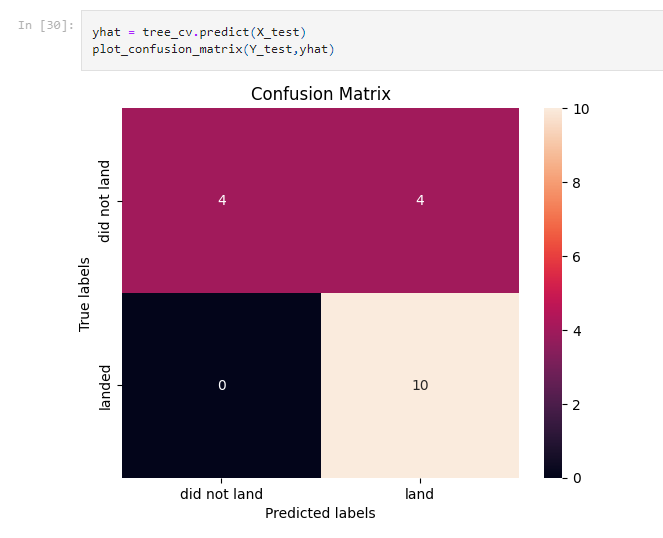 In [30]:
yhat = tree_cv.predict(X_test)
plot_confusion_matrix(Y_test,yhat)
Confusion Matrix
True labels
did not land
landed
4
4
0
10
did not land
land
Predicted labels
10
8
6
4
2
0